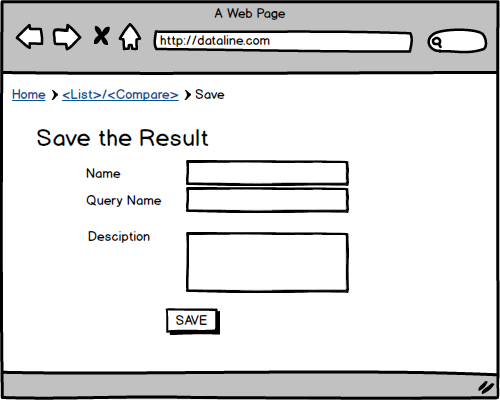 A Web Page
http://dataline.com
Home > <List>/<Compare> > Save
Save the Result
Name
Query Name
Desciption
SAVE